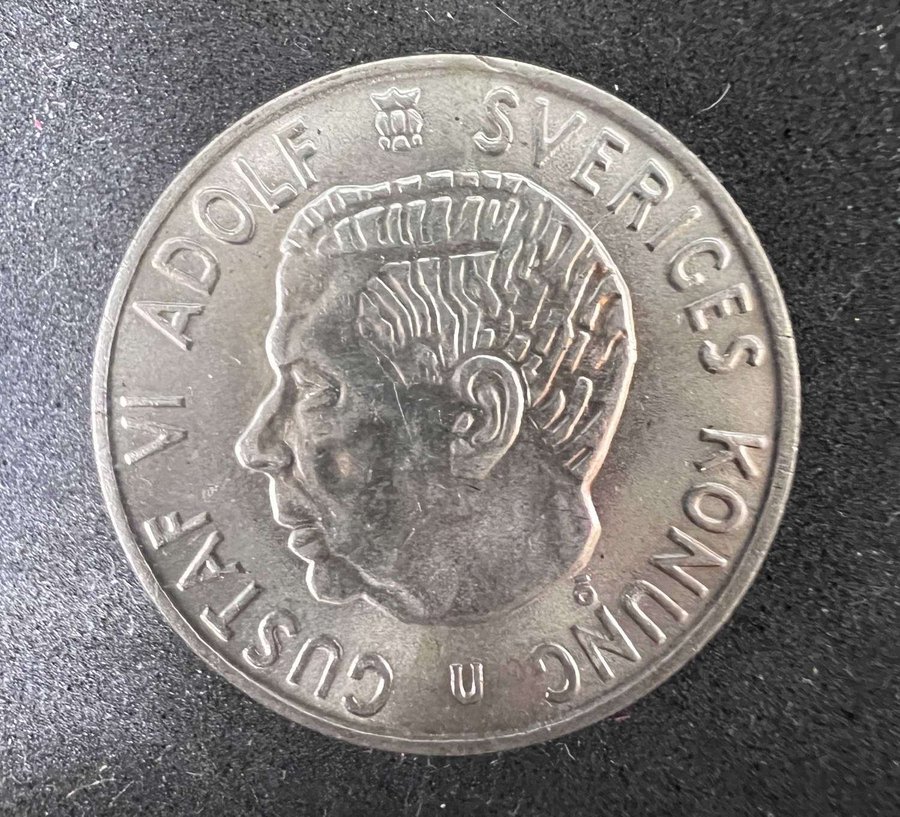 GUSTAF VI ADOLF
SVERIGES KONUNG
U